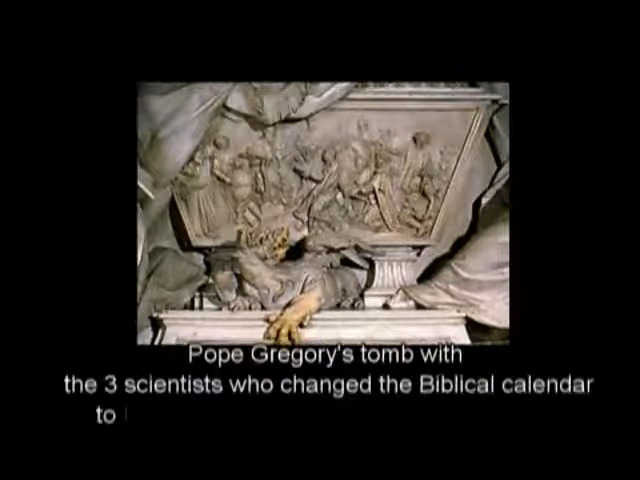 Pope Gregory's tomb with
the 3 scientists who changed the Biblical calendar
to